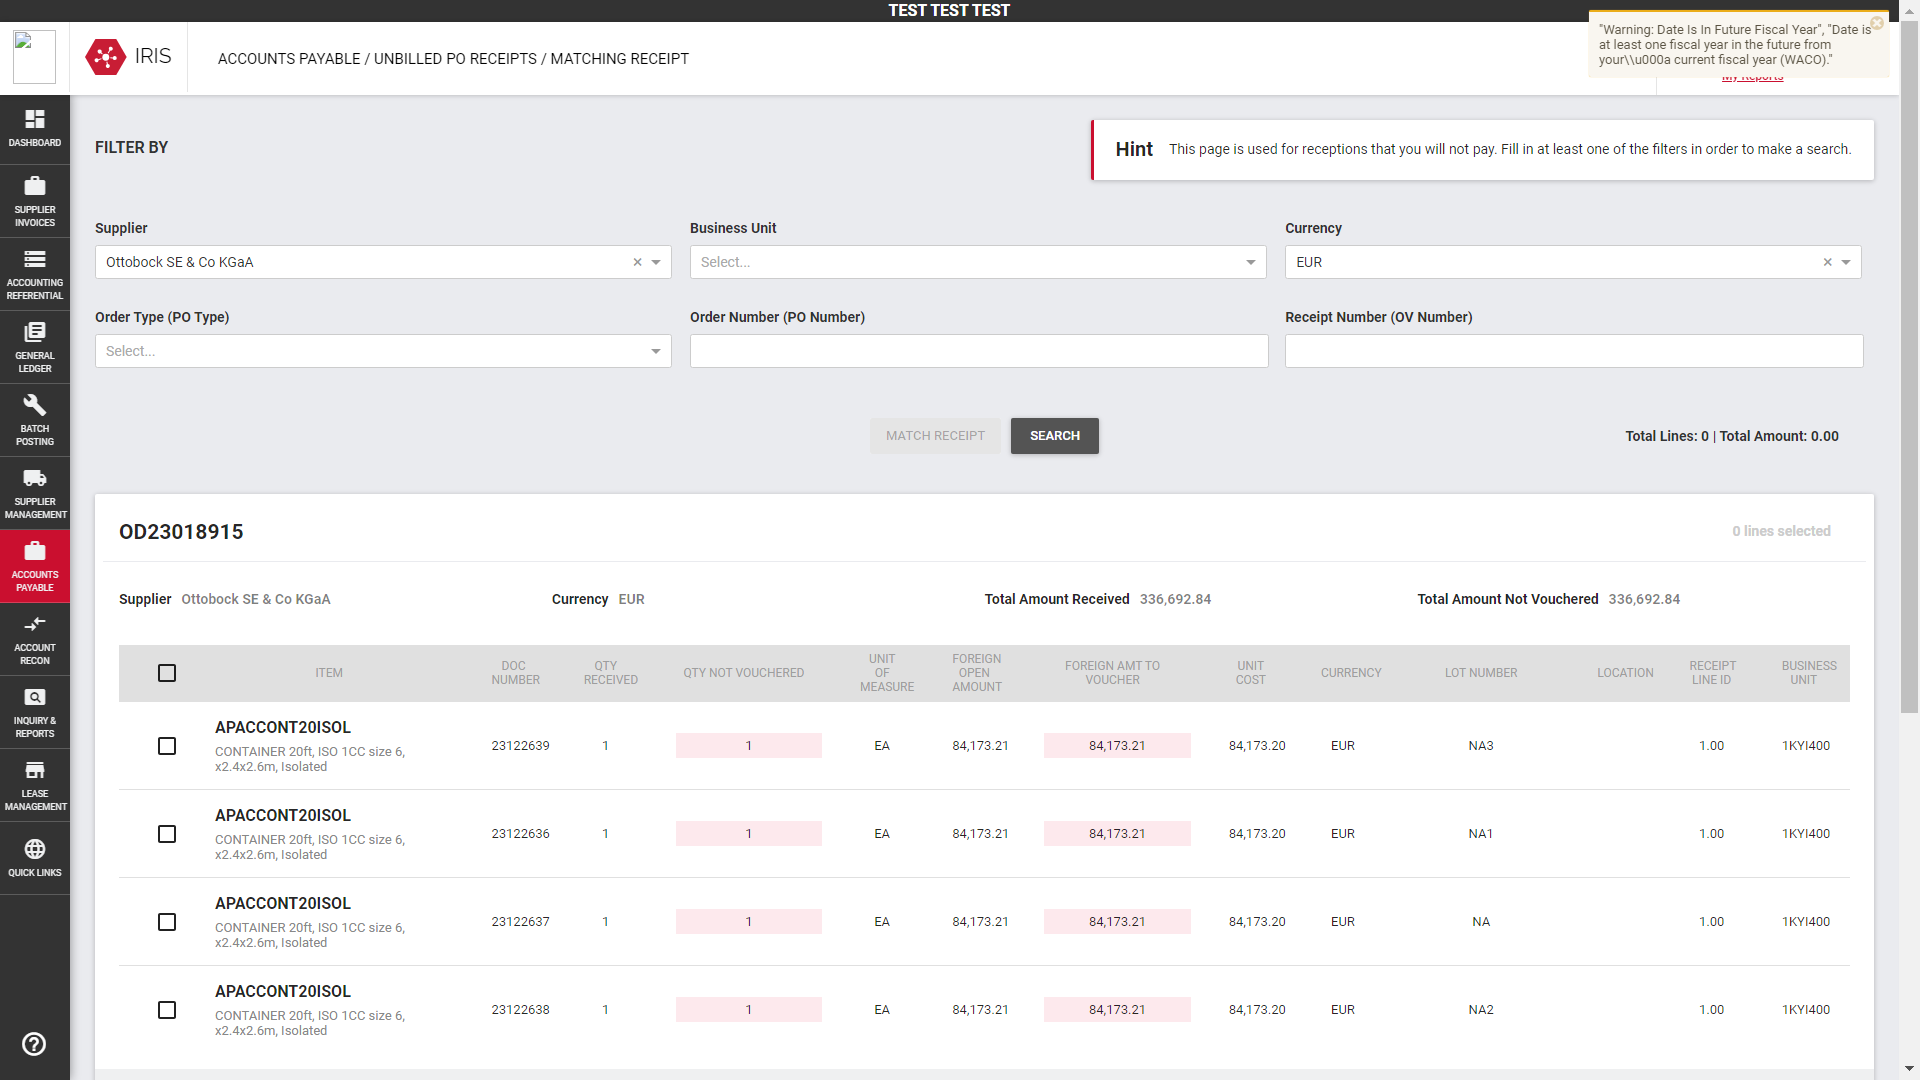 TEST TEST TEST
IRIS
ACCOUNTS PAYABLE / UNBILLED PO RECEIPTS / MATCHING RECEIPT
"Warning: Date Is In Future Fiscal Year", "Date is
at least one fiscal year in the future from
your\\u000a current fiscal year (WACO)."
My Reports
DASHBOARD
SUPPLIER
INVOICES
ACCOUNTING
REFERENTIAL
GENERAL
LEDGER
BATCH
POSTING
SUPPLIER
MANAGEMENT
ACCOUNTS
PAYABLE
ACCOUNT
RECON
INQUIRY &
REPORTS
LEASE
MANAGEMENT
QUICK LINKS
FILTER BY
Hint This page is used for receptions that you will not pay. Fill in at least one of the filters in order to make a search.
Supplier Business Unit Currency
Ottobock SE & Co KGaA Select... EUR
Order Type (PO Type) Order Number (PO Number) Receipt Number (OV Number)
Select...
MATCH RECEIPT SEARCH Total Lines: 0 | Total Amount: 0.00
OD23018915 0 lines selected
Supplier Ottobock SE & Co KGaA Currency EUR Total Amount Received 336,692.84 Total Amount Not Vouchered 336,692.84
ITEM
DOC
NUMBER
QTY
RECEIVED
QTY NOT VOUCHERED
UNIT
OF
MEASURE
FOREIGN
OPEN
AMOUNT
FOREIGN AMT TO
VOUCHER
UNIT
COST
CURRENCY
LOT NUMBER
LOCATION
RECEIPT
LINE ID
BUSINESS
UNIT
APACCONT20ISOL
CONTAINER 20ft, ISO 1CC size 6,
x2.4x2.6m, Isolated
23122639 1 1 EA 84,173.21 84,173.21 84,173.20 EUR NA3 1.00 1KYI400
APACCONT20ISOL
CONTAINER 20ft, ISO 1CC size 6,
x2.4x2.6m, Isolated
23122636 1 1 EA 84,173.21 84,173.21 84,173.20 EUR NA1 1.00 1KYI400
APACCONT20ISOL
CONTAINER 20ft, ISO 1CC size 6,
x2.4x2.6m, Isolated
23122637 1 1 EA 84,173.21 84,173.21 84,173.20 EUR NA 1.00 1KYI400
APACCONT20ISOL
CONTAINER 20ft, ISO 1CC size 6,
x2.4x2.6m, Isolated
23122638 1 1 EA 84,173.21 84,173.21 84,173.20 EUR NA2 1.00 1KYI400